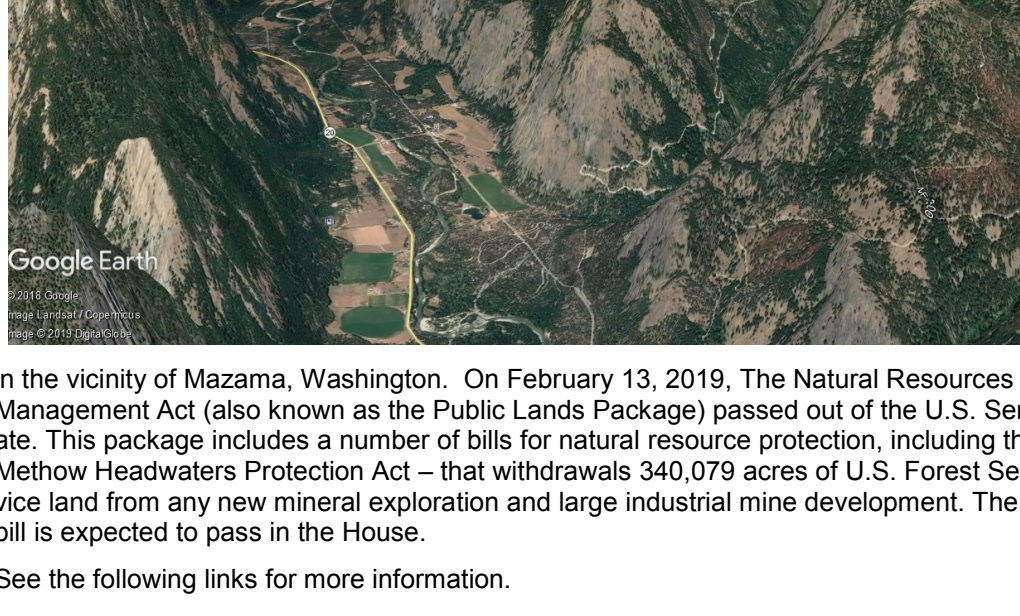 20
Google Earth
© 2018 Google
mage Landsat / Copernicus
mage © 2019 DigitalGlobe
n the vicinity of Mazama, Washington.  On February 13, 2019, The Natural Resources
Management Act (also known as the Public Lands Package) passed out of the U.S. Sen
ate. This package includes a number of bills for natural resource protection, including th
Methow Headwaters Protection Act – that withdrawals 340,079 acres of U.S. Forest Se
vice land from any new mineral exploration and large industrial mine development. The
bill is expected to pass in the House.
See the following links for more information.